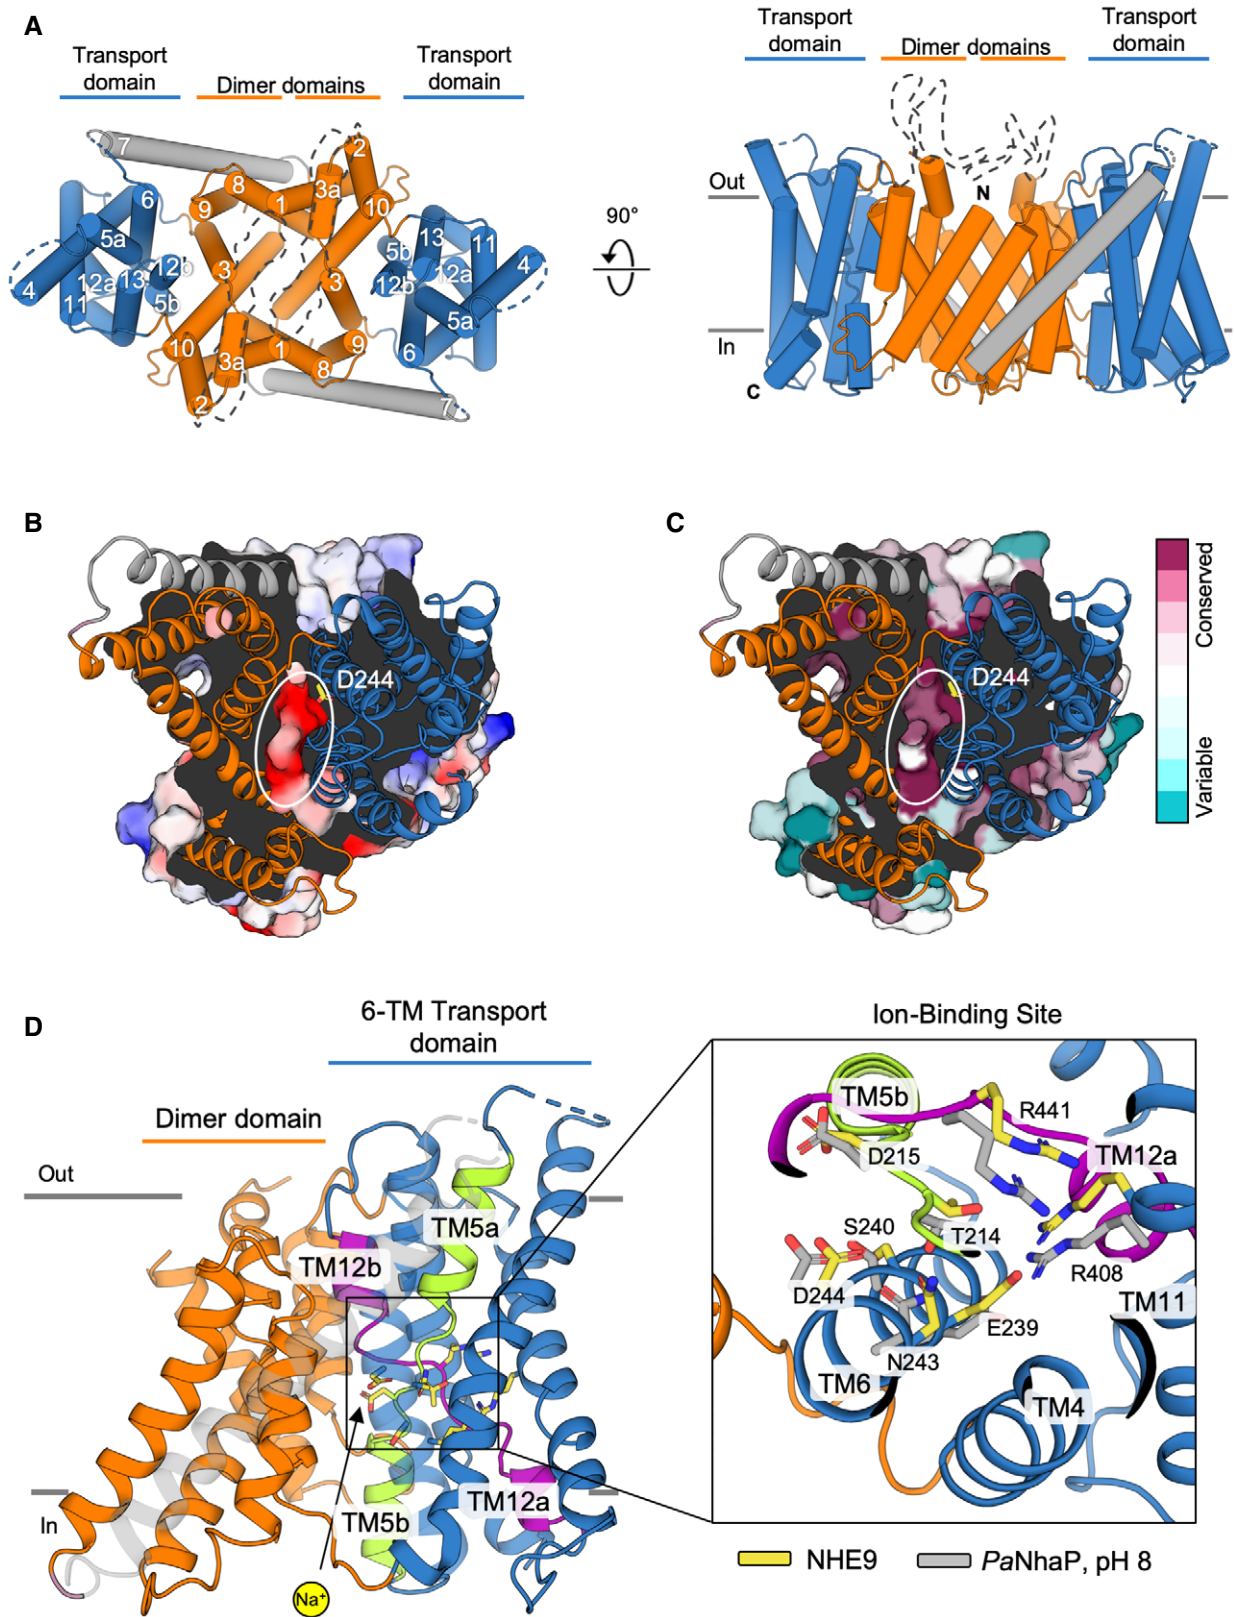 A
Transport
domain
Dimer domains
Transport
domain
7
2
8
3a
6
9
1
10
5a
5b
13
11
4
12b
12a
13
3
3
12a
12b
4
11
5b
5a
10
3a
1
9
6
8
2
7
90°
Transport
domain
Dimer domains
Transport
domain
Out
N
In
C
B
D244
C
D244
Conserved
Variable
D
6-TM Transport
domain
Dimer domain
Out
TM5a
TM12b
TM12a
TM5b
In
Na+
Ion-Binding Site
TM5b
R441
D215
TM12a
S240
T214
R408
D244
TM11
E239
N243
TM6
TM4
NHE9
PaNhaP, pH 8